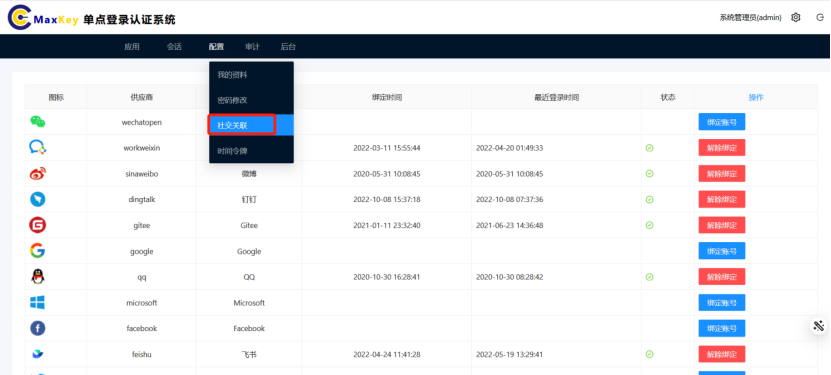 MaxKey 单点登录认证系统
系统管理员(admin)
应用 会话 配置 审计 后台
我的资料
密码修改
社交关联
时间令牌
图标 供应商 绑定时间 最近登录时间 状态 操作
wechatopen 绑定账号
workweixin 2022-03-11 15:55:44 2022-04-20 01:49:33 解除绑定
sinaweibo 微博 2020-05-31 10:08:45 2020-05-31 10:08:45 解除绑定
dingtalk 钉钉 2022-10-08 15:37:18 2022-10-08 07:37:36 解除绑定
gitee Gitee 2021-01-11 23:32:40 2021-06-23 14:36:48 解除绑定
google Google 绑定账号
qq QQ 2020-10-30 16:28:41 2020-10-30 08:28:42 解除绑定
microsoft Microsoft 绑定账号
facebook Facebook 绑定账号
feishu 飞书 2022-04-24 11:41:28 2022-05-19 13:29:41 解除绑定